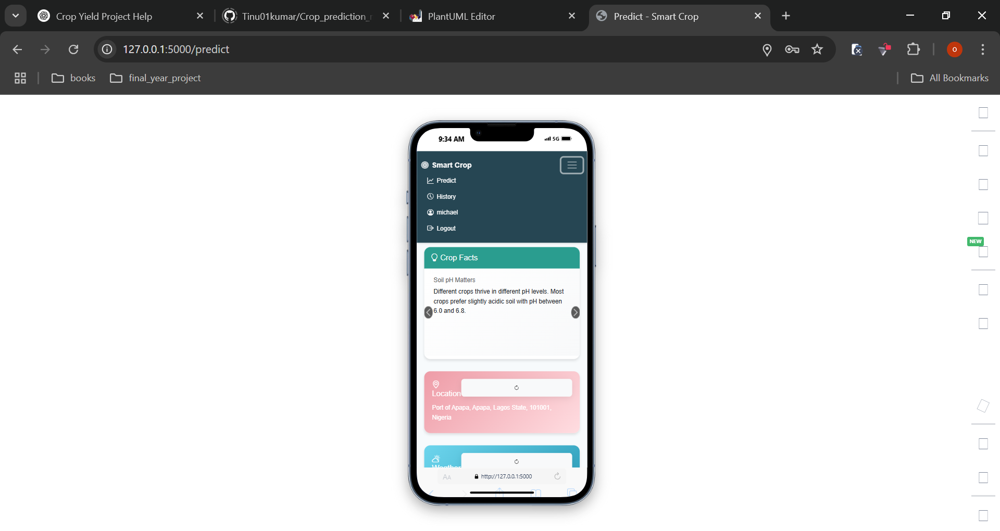 Crop Yield Project Help
Tinu01kumar/Crop_prediction_r
PlantUML Editor
Predict - Smart Crop
127.0.0.1:5000/predict
O
books
final_year_project
All Bookmarks
NEW
9:34 AM
5G
Smart Crop
Predict
History
michael
Logout
Crop Facts
Soil pH Matters
Different crops thrive in different pH levels. Most
crops prefer slightly acidic soil with pH between
6.0 and 6.8.
Location
Port of Apapa, Apapa, Lagos State, 101001,
Nigeria
Weather
AA
http://127.0.0.1:5000